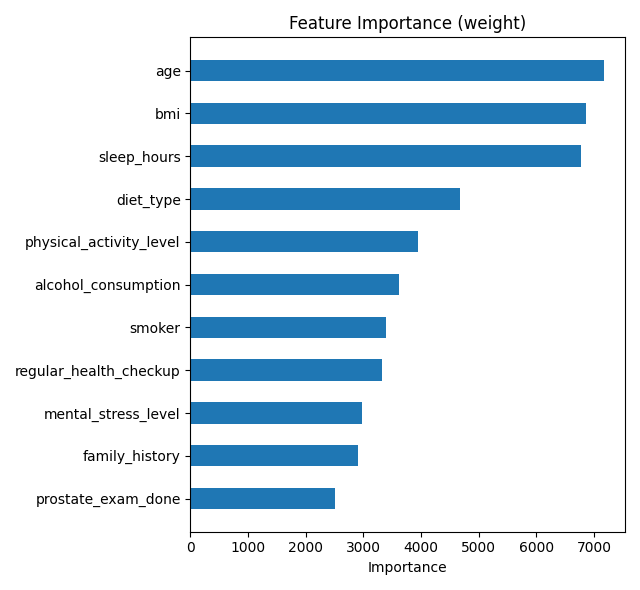 Feature Importance (weight)
age
bmi
sleep_hours
diet_type
physical_activity_level
alcohol_consumption
smoker
regular_health_checkup
mental_stress_level
family_history
prostate_exam_done
0 1000 2000 3000 4000 5000 6000 7000
Importance